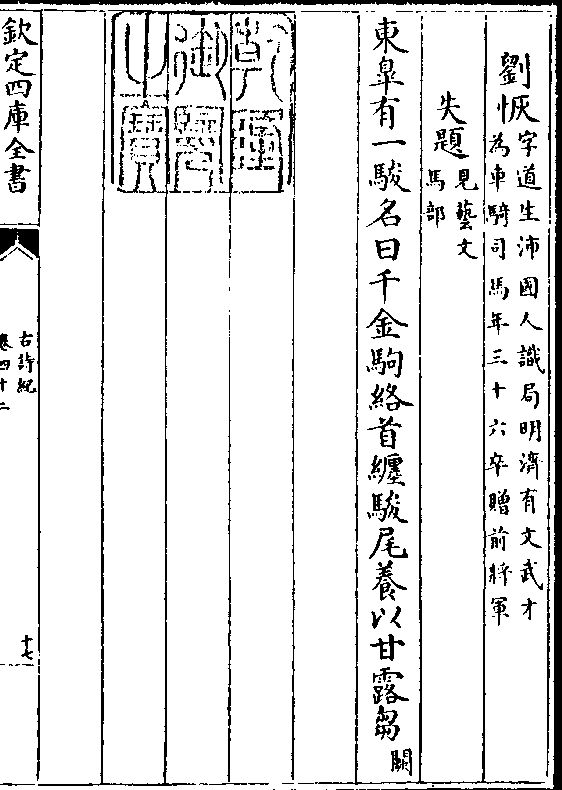 劉恢字道生沛國人識局明濟有文武才
為車騎司馬年三十六卒贈前將軍
失題見藝文
馬部
東臯有一駿名曰千金駒絡首纏駿尾養以甘露芻闕
乾隆
御覽
之寶
欽定四庫全書
古詩紀
卷四十二
十七